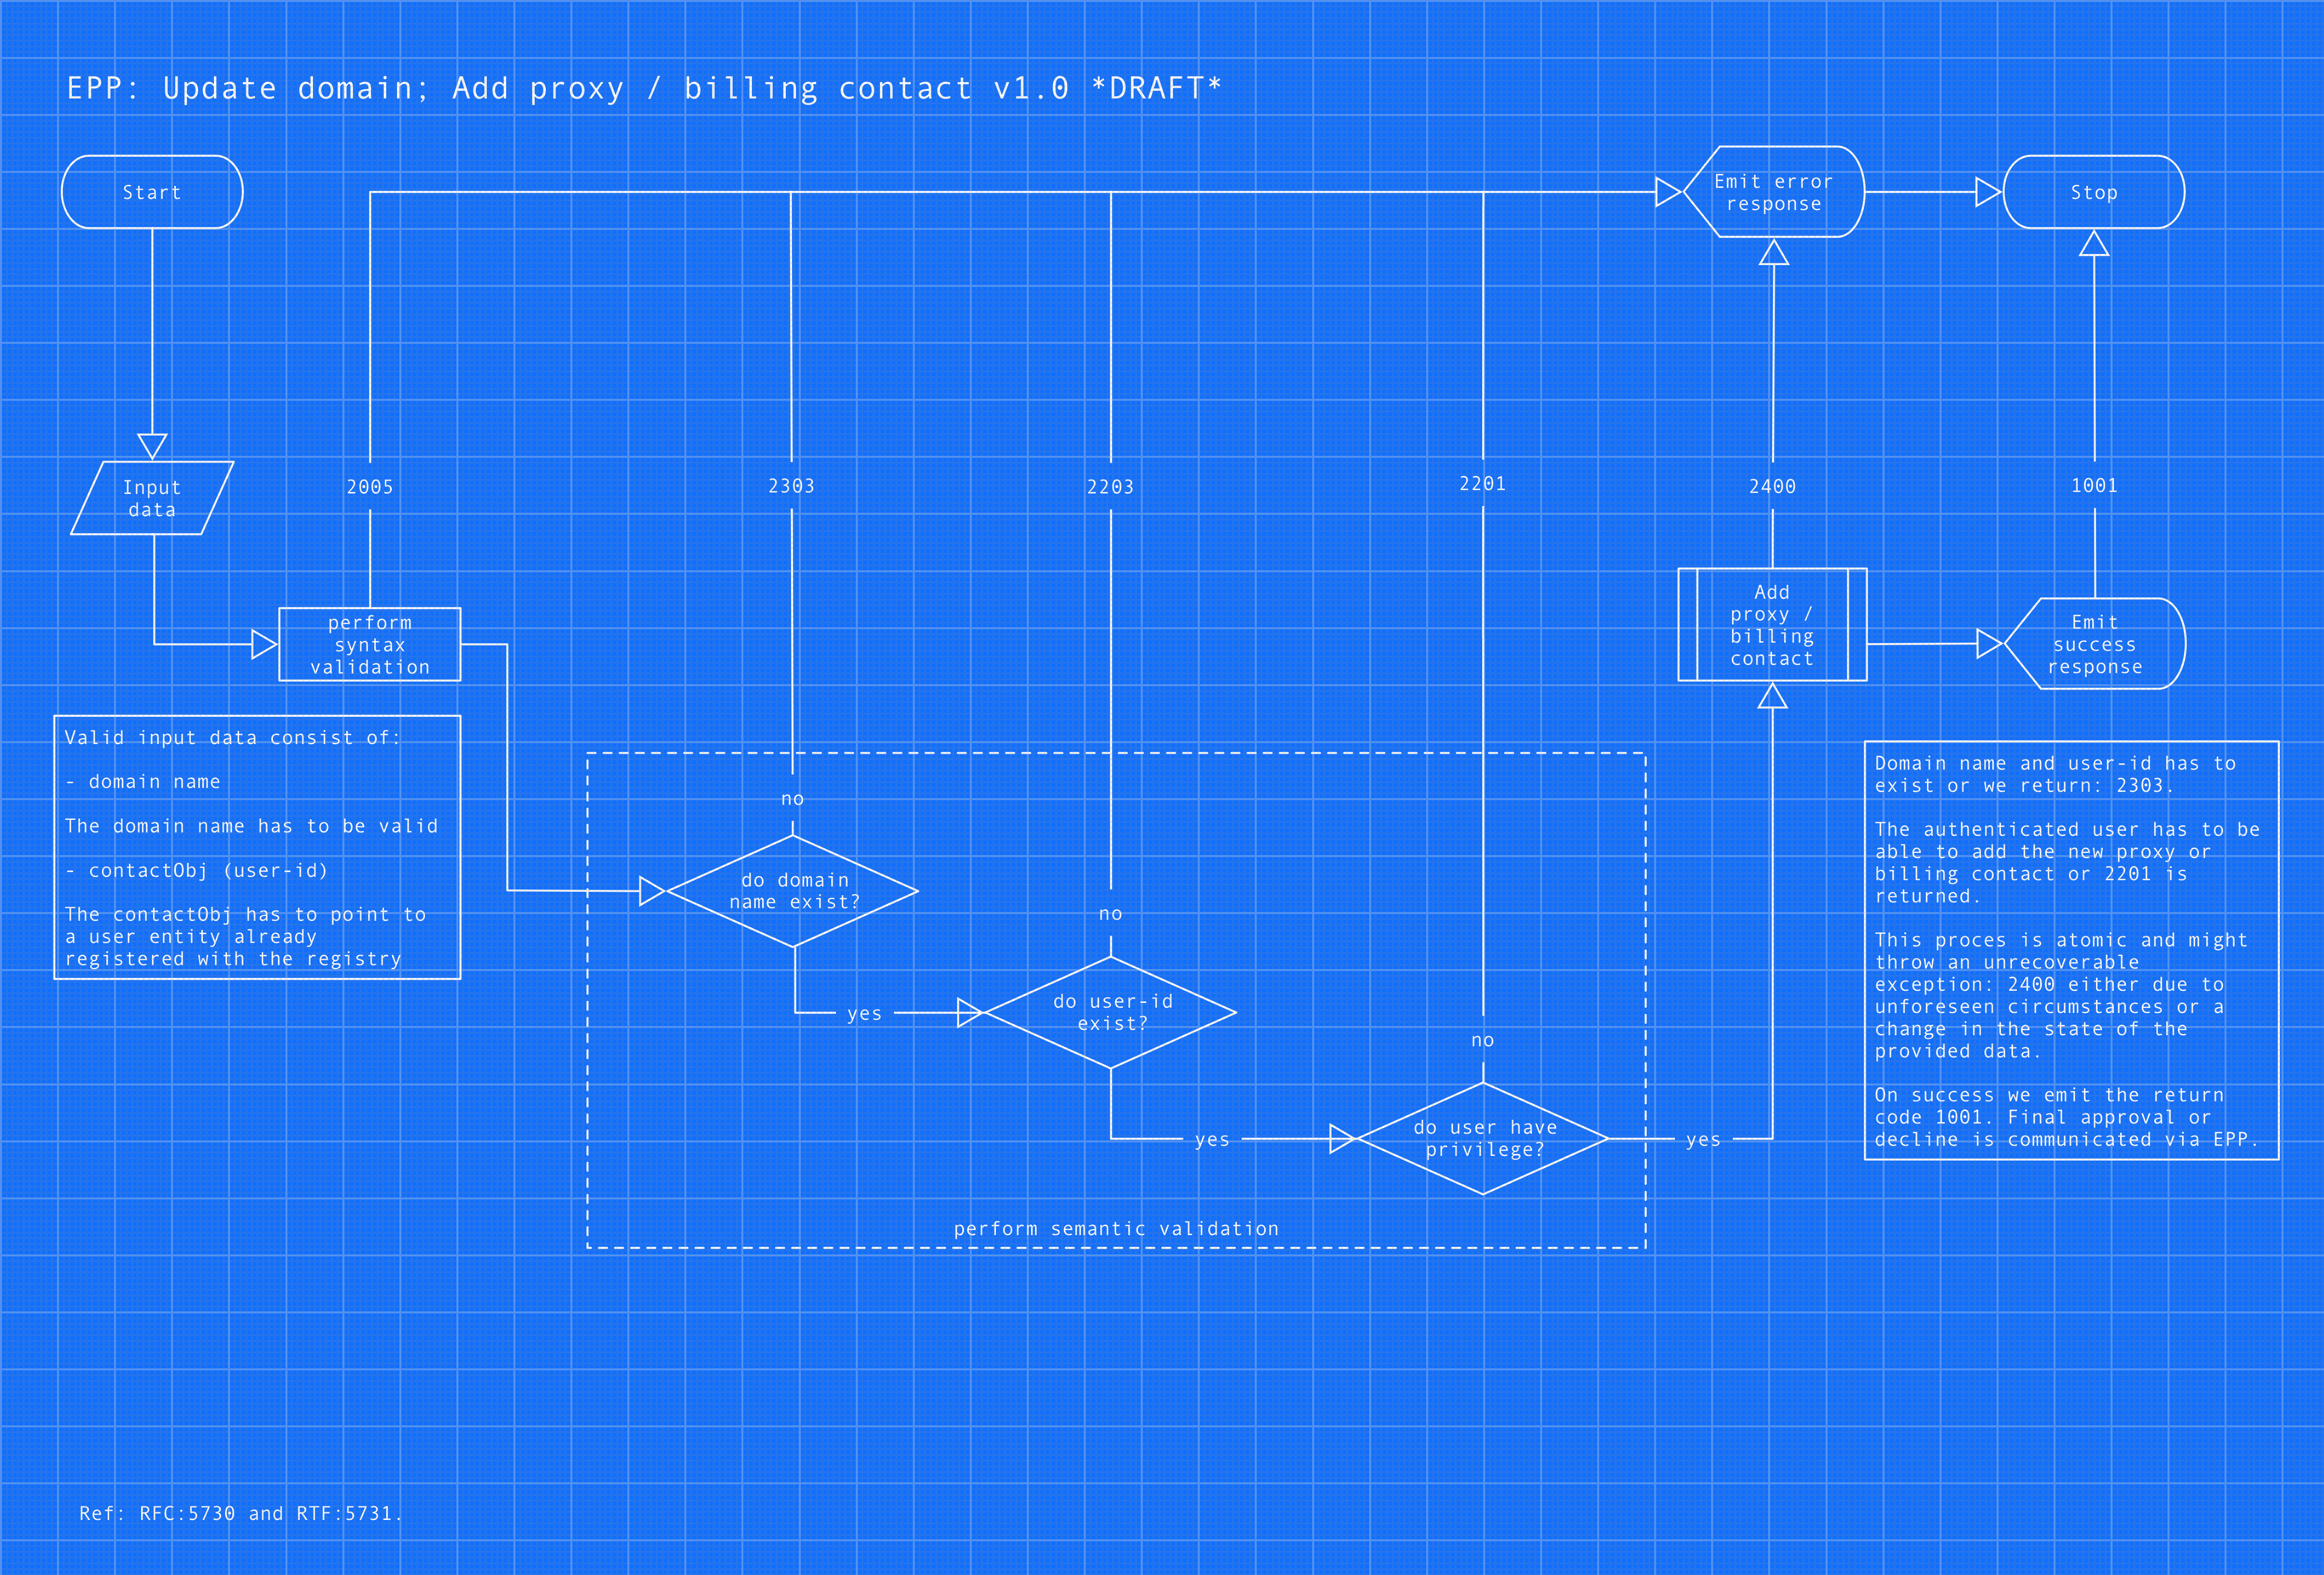 EPP: Update domain; Add proxy / billing contact v1.0 *DRAFT*
Start
Emit error
response
Stop
Input
data
2005
2303
2203
2201
2400
1001
perform
syntax
validation
Add
proxy /
billing
contact
Emit
success
response
Valid input data consist of:
- domain name
The domain name has to be valid
- contactObj (user-id)
The contactObj has to point to
a user entity already
registered with the registry
no
do domain
name exist?
yes
no
do user-id
exist?
yes
no
do user have
privilege?
yes
perform semantic validation
Domain name and user-id has to
exist or we return: 2303.
The authenticated user has to be
able to add the new proxy or
billing contact or 2201 is
returned.
This proces is atomic and might
throw an unrecoverable
exception: 2400 either due to
unforeseen circumstances or a
change in the state of the
provided data.
On success we emit the return
code 1001. Final approval or
decline is communicated via EPP.
Ref: RFC:5730 and RTF:5731.